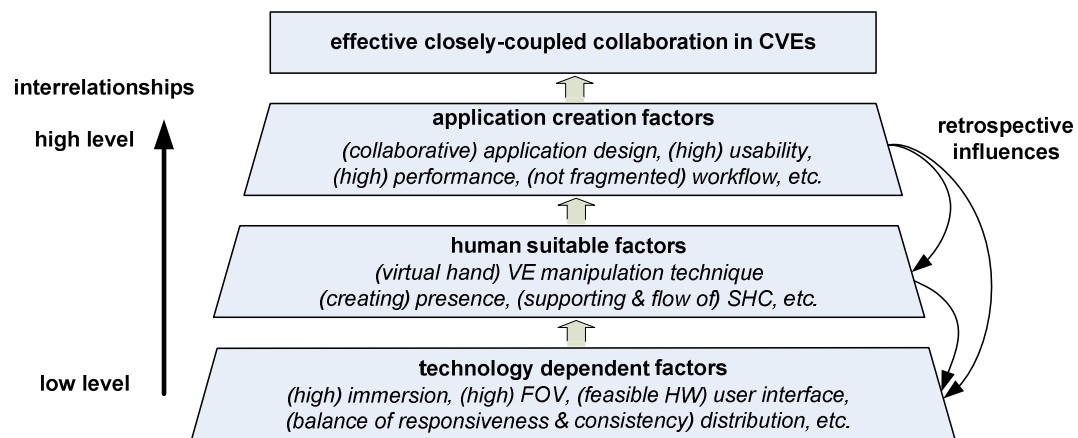 effective closely-coupled collaboration in CVEs
interrelationships
high level
application creation factors
(collaborative) application design, (high) usability,
(high) performance, (not fragmented) workflow, etc.
retrospective
influences
human suitable factors
(virtual hand) VE manipulation technique
(creating) presence, (supporting & flow of) SHC, etc.
low level
technology dependent factors
(high) immersion, (high) FOV, (feasible HW) user interface,
(balance of responsiveness & consistency) distribution, etc.